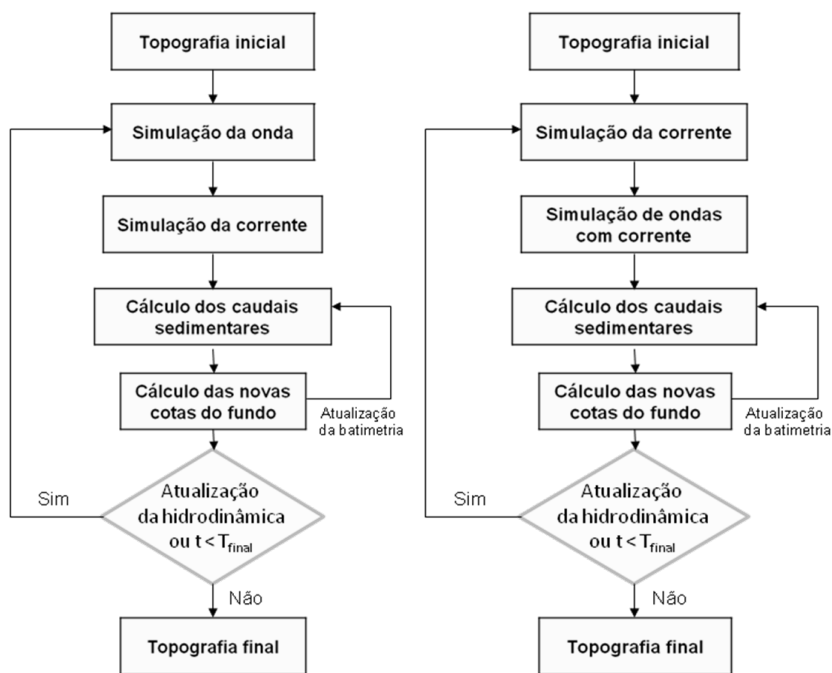 Topografia inicial
Simulação da onda
Simulação da corrente
Cálculo dos caudais
sedimentares
Cálculo das novas
cotas do fundo
Atualização
da batimetria
Sim
Atualização
da hidrodinâmica
ou t < Tfinal
Não
Topografia final
Topografia inicial
Simulação da corrente
Simulação de ondas
com corrente
Cálculo dos caudais
sedimentares
Cálculo das novas
cotas do fundo
Atualização
da batimetria
Sim
Atualização
da hidrodinâmica
ou t < Tfinal
Não
Topografia final